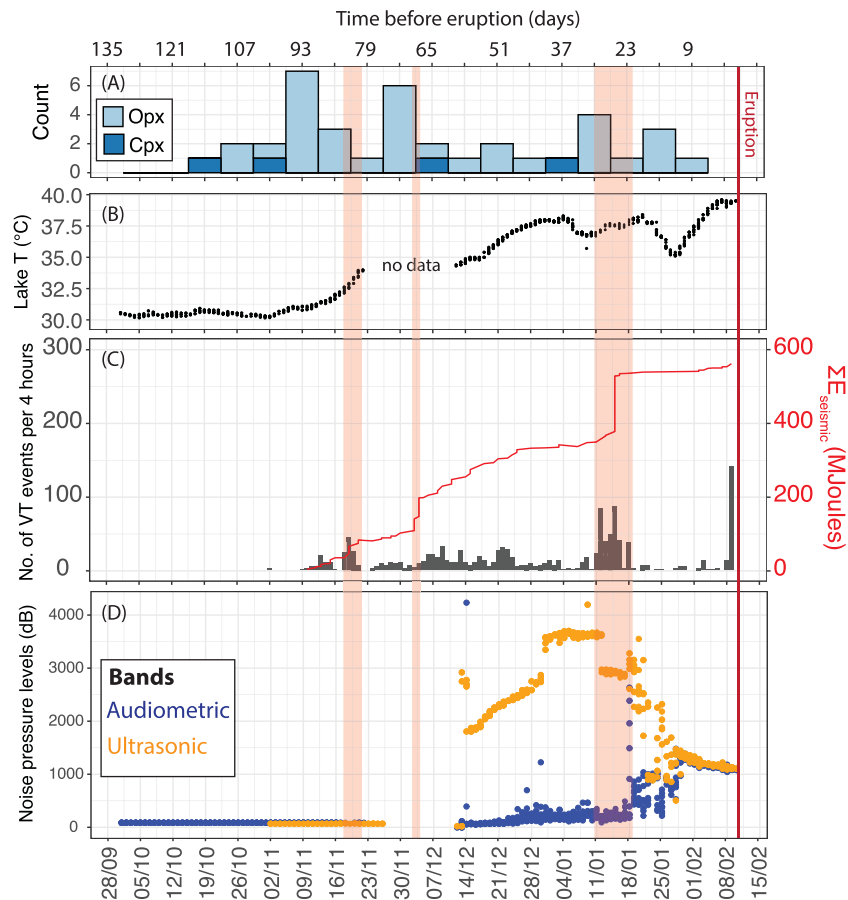 Time before eruption (days)
135 121 107 93 79 65 51 37 23 9
(A)
Count
6
4
2
0
Opx
Cpx
Eruption
(B)
Lake T (°C)
40.0
37.5
35.0
32.5
30.0
no data
(C)
No. of VT events per 4 hours
300
200
100
0
600
400
200
0
ΣEseismic (MJoules)
(D)
Noise pressure levels (dB)
4000
3000
2000
1000
0
Bands
Audiometric
Ultrasonic
28/09 05/10 12/10 19/10 26/10 02/11 09/11 16/11 23/11 30/11 07/12 14/12 21/12 28/12 04/01 11/01 18/01 25/01 01/02 08/02 15/02